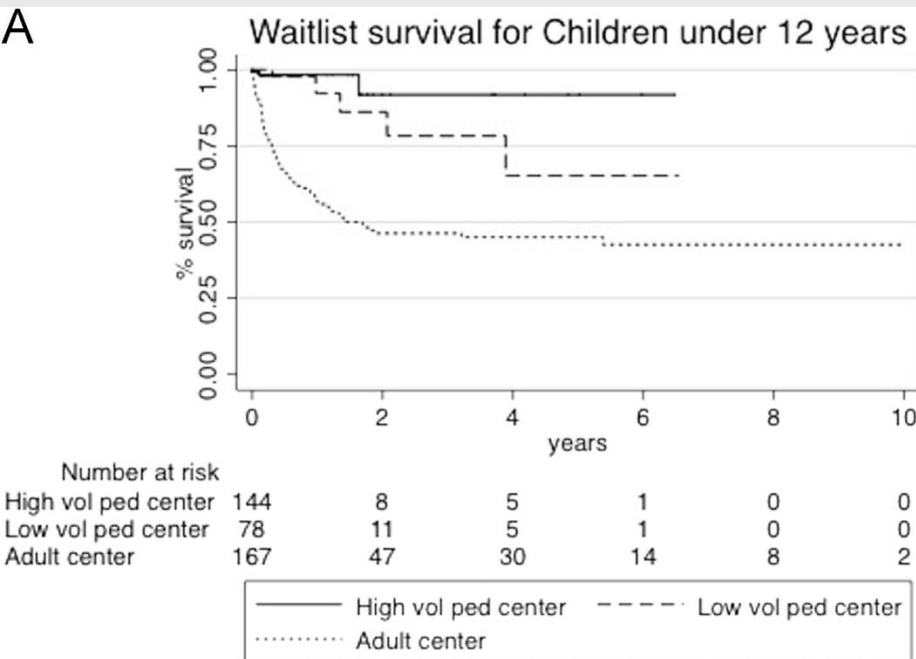 A
Waitlist survival for Children under 12 years
% survival
1.00
0.75
0.50
0.25
0.00
0 2 4 6 8 10
years
Number at risk
High vol ped center 144 8 5 1 0 0
Low vol ped center 78 11 5 1 0 0
Adult center 167 47 30 14 8 2
High vol ped center Low vol ped center
Adult center